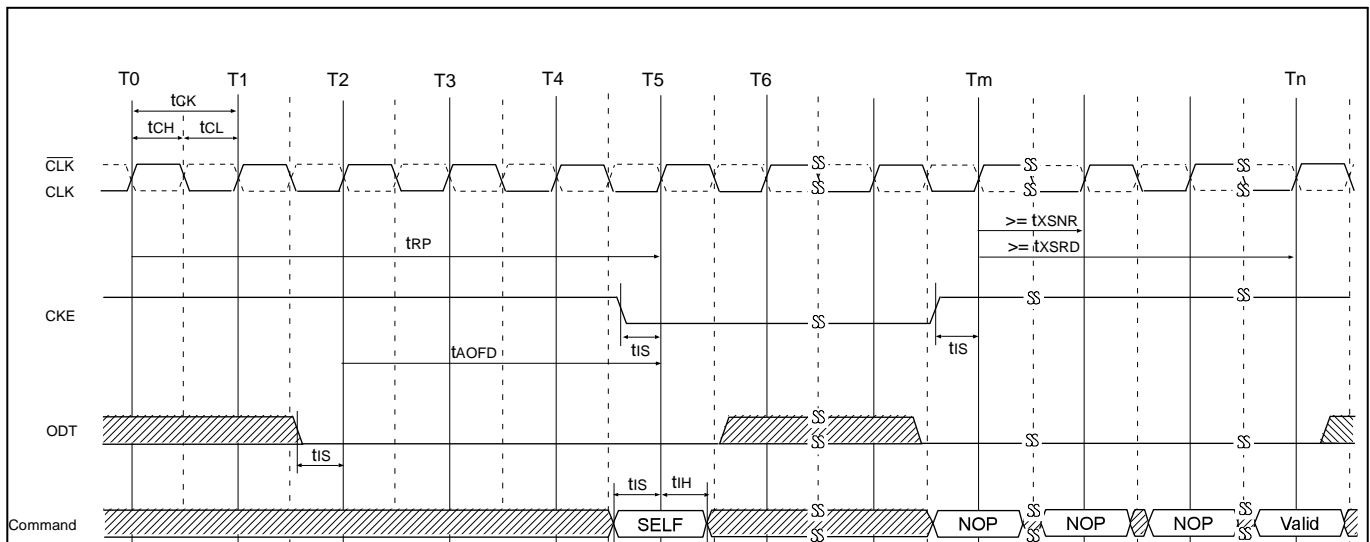 T0 T1 T2 T3 T4 T5 T6 Tm Tn
tCK
tCH tCL
CLK
CLK
>= tXSNR
tRP
>= tXSRD
CKE
tIS
tIS
tAOFD
ODT
tIS
tIS tIH
Command SELF NOP NOP NOP Valid